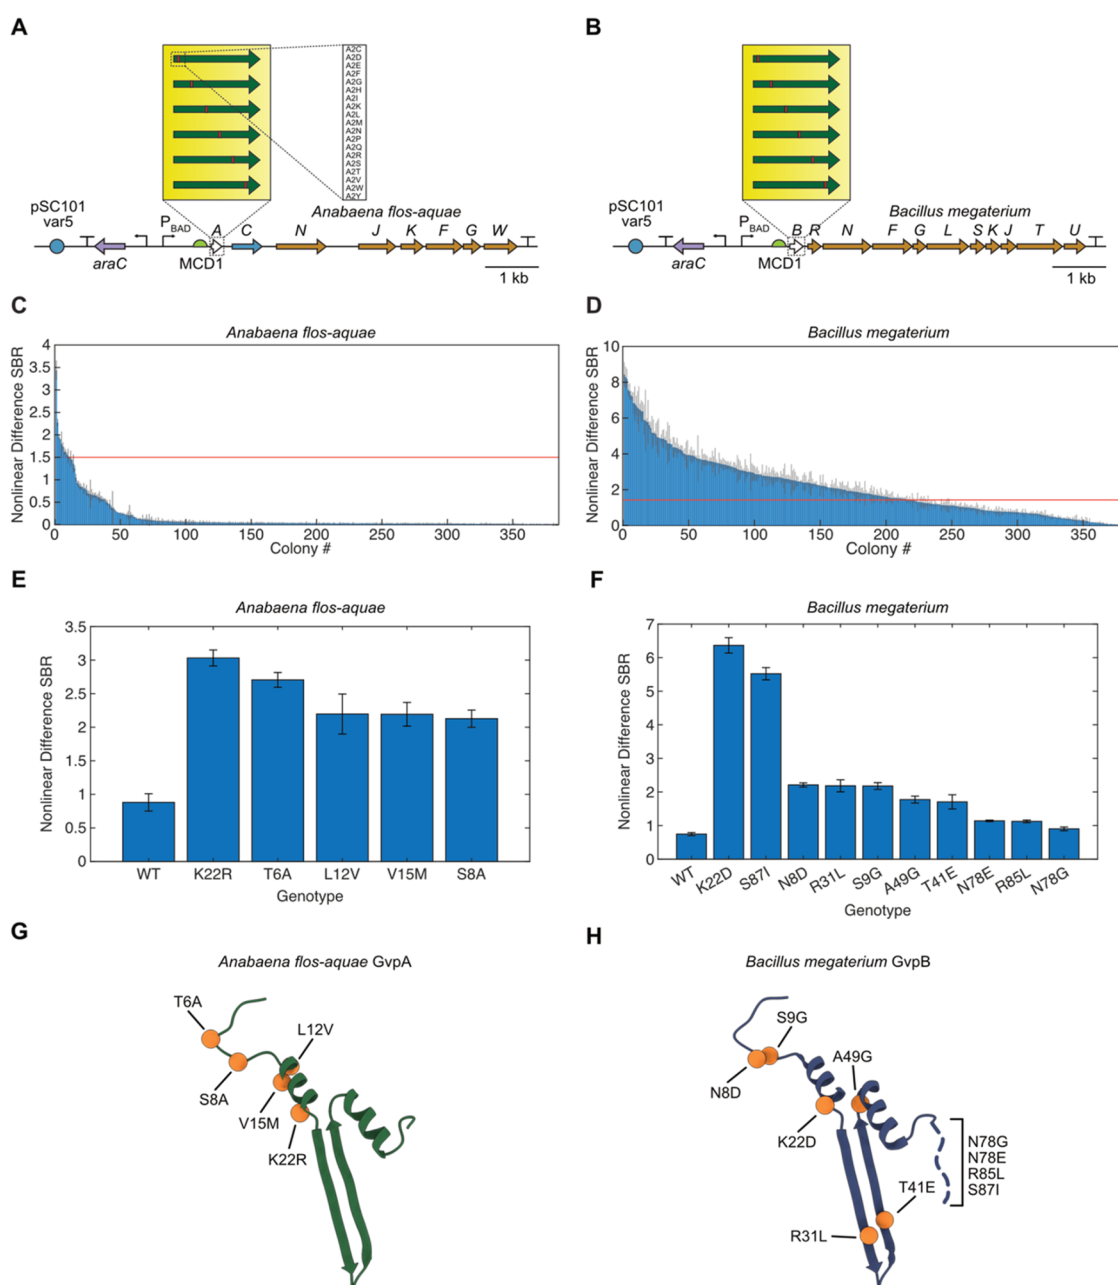 A
A2C
A2D
A2E
A2F
A2G
A2H
A2I
A2K
A2L
A2M
A2N
A2P
A2Q
A2R
A2S
A2T
A2V
A2W
A2Y
Anabaena flos-aquae
pSC101
var5
PBAD
A C N J K F G W
araC
MCD1
1 kb
B
Bacillus megaterium
pSC101
var5
PBAD
B R N F G L S K J T U
araC
MCD1
1 kb
C
Anabaena flos-aquae
Nonlinear Difference SBR
4
3.5
3
2.5
2
1.5
1
0.5
0
0 50 100 150 200 250 300 350
Colony #
D
Bacillus megaterium
Nonlinear Difference SBR
10
8
6
4
2
0
0 50 100 150 200 250 300 350
Colony #
E
Anabaena flos-aquae
Nonlinear Difference SBR
3.5
3
2.5
2
1.5
1
0.5
0
WT K22R T6A L12V V15M S8A
Genotype
F
Bacillus megaterium
Nonlinear Difference SBR
7
6
5
4
3
2
1
0
WT K22D S87I N8D R31L S9G A49G T41E N78E R85L N78G
Genotype
G
Anabaena flos-aquae GvpA
T6A
L12V
S8A
V15M
K22R
H
Bacillus megaterium GvpB
S9G
A49G
N8D
K22D
N78G
N78E
R85L
S87I
T41E
R31L